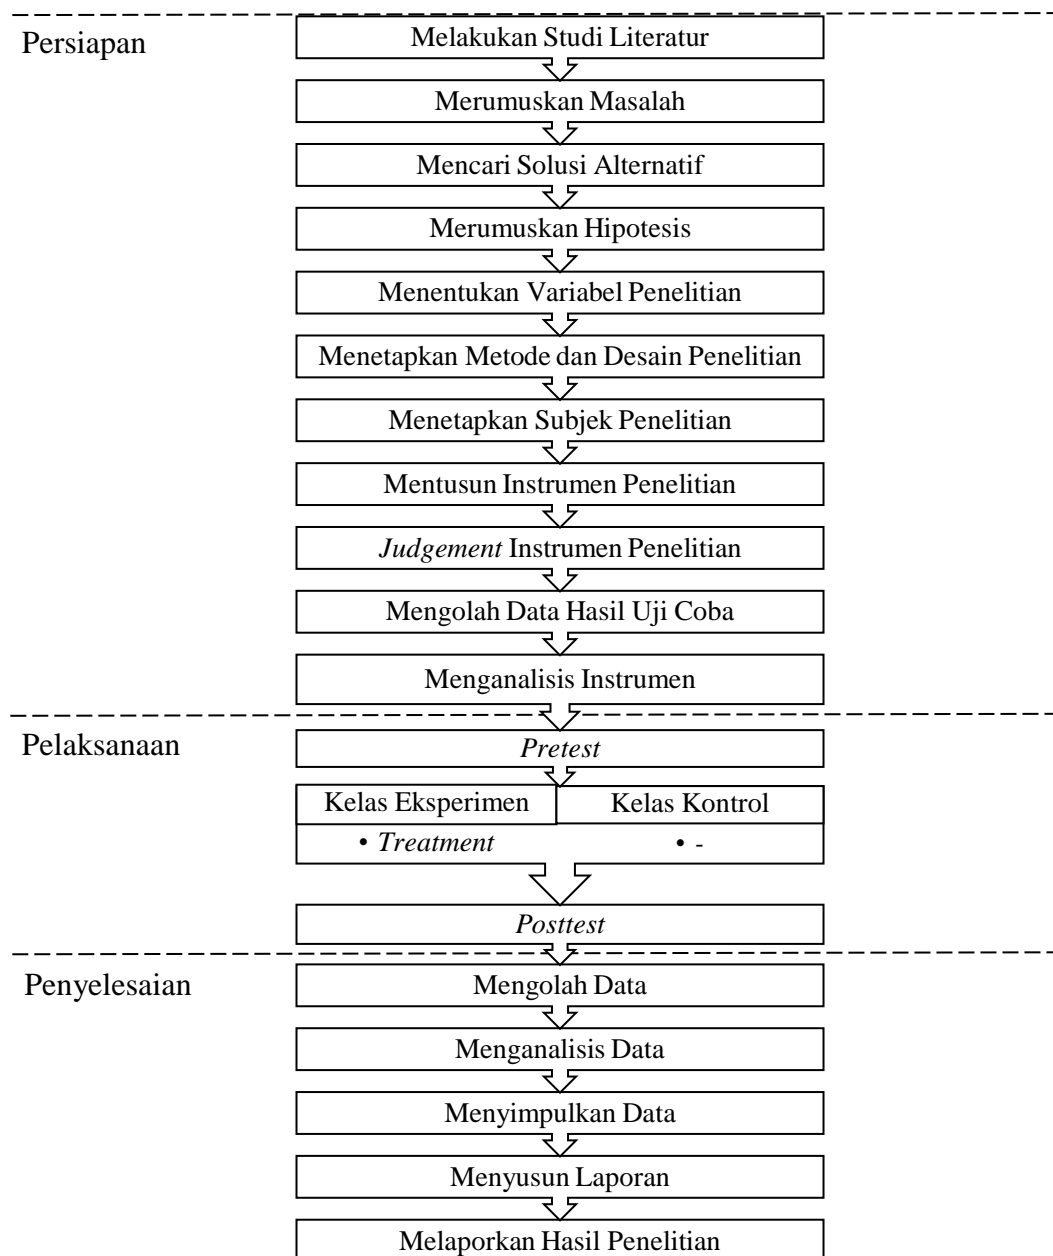 Persiapan
Melakukan Studi Literatur
Merumuskan Masalah
Mencari Solusi Alternatif
Merumuskan Hipotesis
Menentukan Variabel Penelitian
Menetapkan Metode dan Desain Penelitian
Menetapkan Subjek Penelitian
Mentusun Instrumen Penelitian
Judgement Instrumen Penelitian
Mengolah Data Hasil Uji Coba
Menganalisis Instrumen
Pelaksanaan
Pretest
Kelas Eksperimen
Kelas Kontrol
• Treatment
• -
Posttest
Penyelesaian
Mengolah Data
Menganalisis Data
Menyimpulkan Data
Menyusun Laporan
Melaporkan Hasil Penelitian